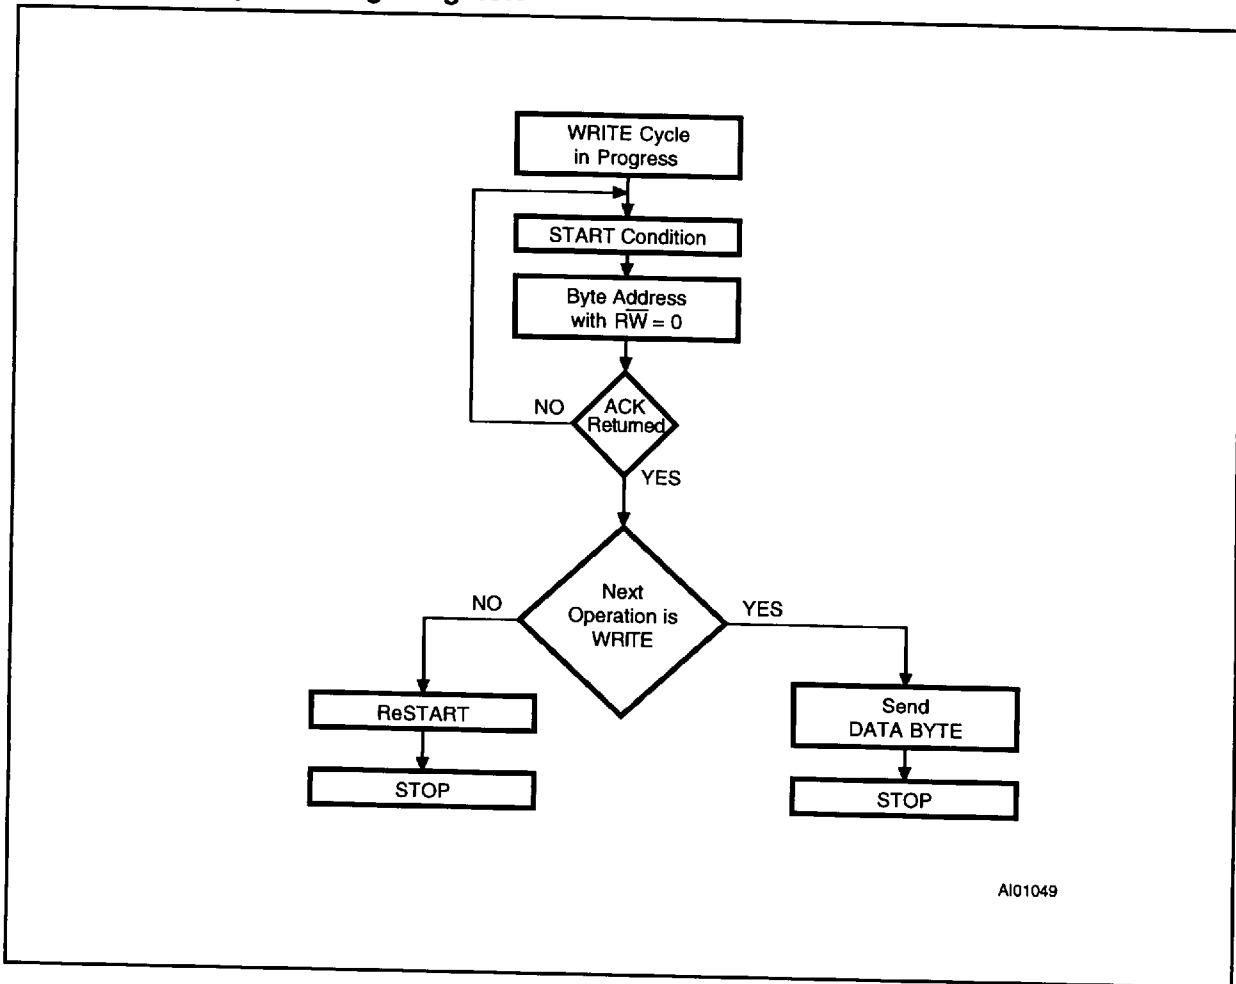 WRITE Cycle
in Progress
START Condition
Byte Address
with RW̅ = 0
NO
ACK
Returned
YES
NO
Next
Operation is
WRITE
YES
ReSTART
Send
DATA BYTE
STOP
STOP
AI01049